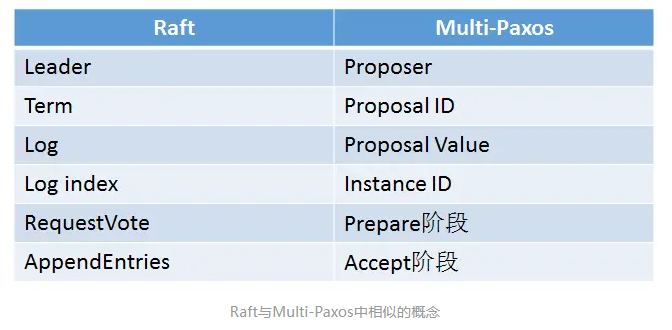 Raft Multi-Paxos
Leader Proposer
Term Proposal ID
Log Proposal Value
Log index Instance ID
RequestVote Prepare阶段
AppendEntries Accept阶段
Raft与Multi-Paxos中相似的概念